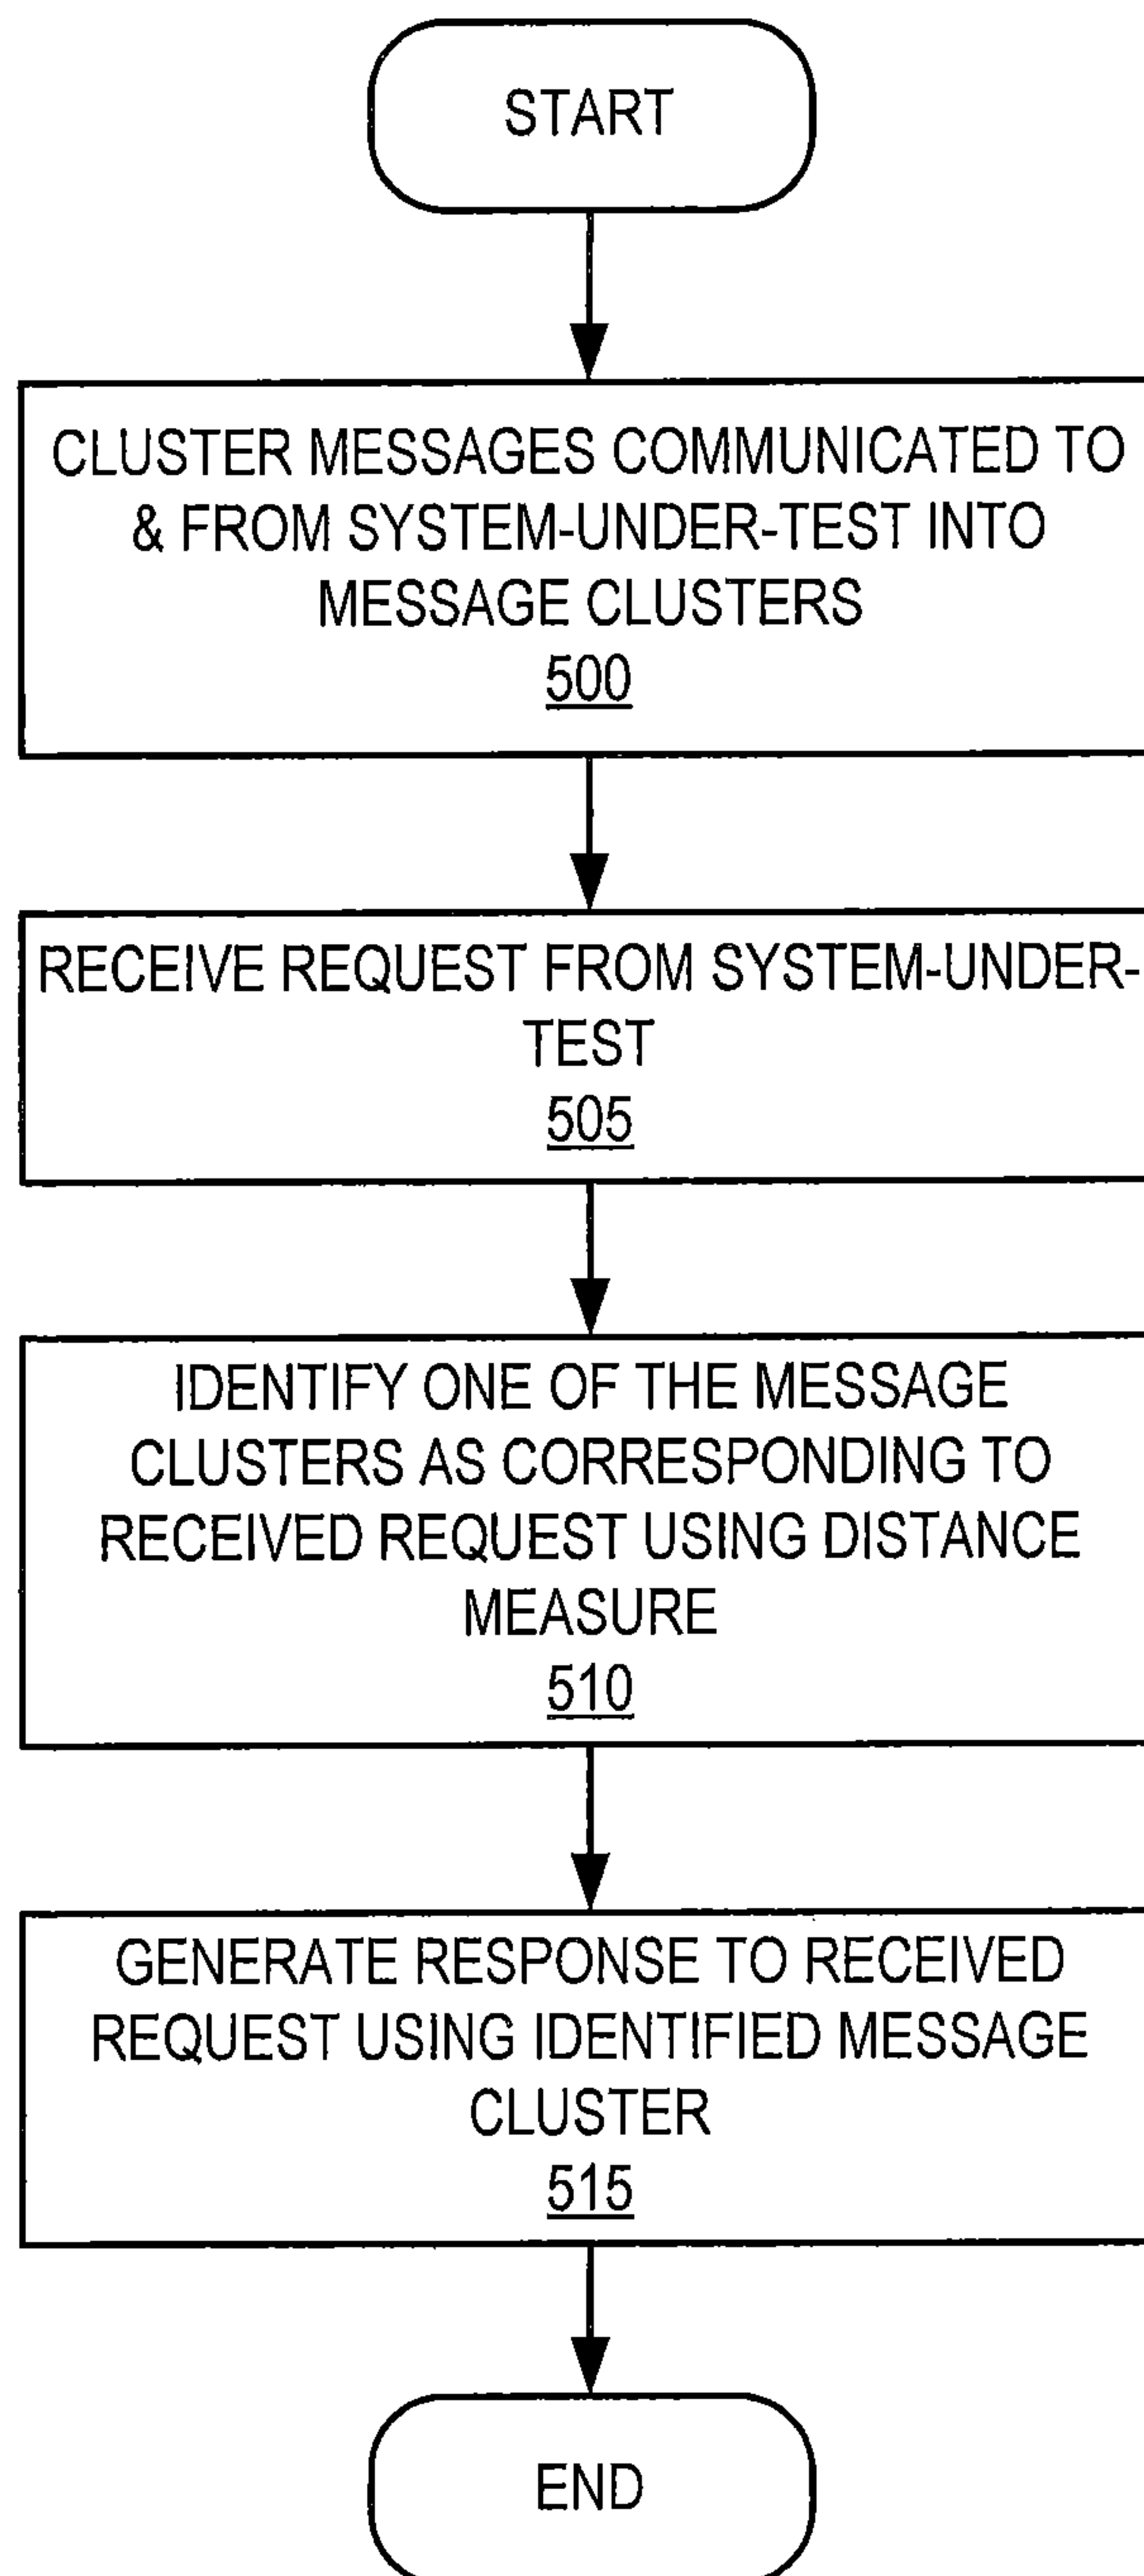 START
CLUSTER MESSAGES COMMUNICATED TO
& FROM SYSTEM-UNDER-TEST INTO
MESSAGE CLUSTERS
500
RECEIVE REQUEST FROM SYSTEM-UNDER-
TEST
505
IDENTIFY ONE OF THE MESSAGE
CLUSTERS AS CORRESPONDING TO
RECEIVED REQUEST USING DISTANCE
MEASURE
510
GENERATE RESPONSE TO RECEIVED
REQUEST USING IDENTIFIED MESSAGE
CLUSTER
515
END